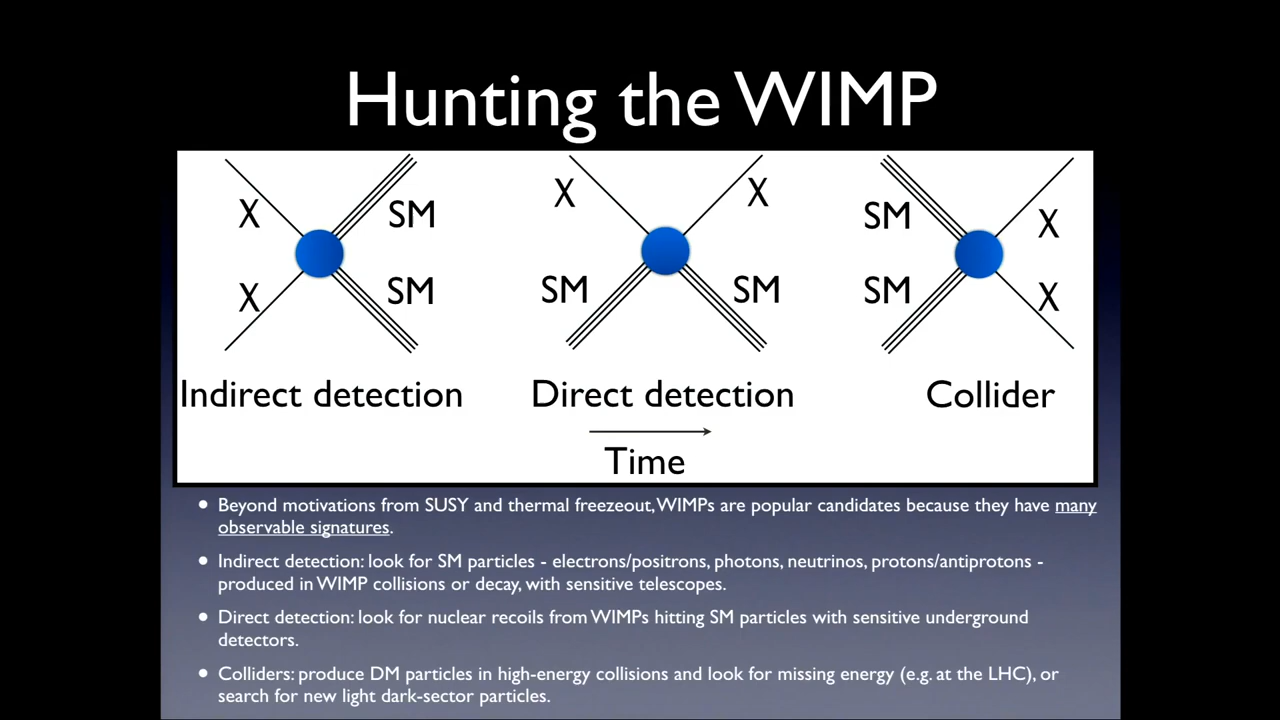 Hunting the WIMP
X SM X X SM X
X SM SM SM SM X
Indirect detection Direct detection Collider
Time
• Beyond motivations from SUSY and thermal freezeout, WIMPs are popular candidates because they have many
observable signatures.
• Indirect detection: look for SM particles - electrons/positrons, photons, neutrinos, protons/antiprotons -
produced in WIMP collisions or decay, with sensitive telescopes.
• Direct detection: look for nuclear recoils from WIMPs hitting SM particles with sensitive underground
detectors.
• Colliders: produce DM particles in high-energy collisions and look for missing energy (e.g. at the LHC), or
search for new light dark-sector particles.